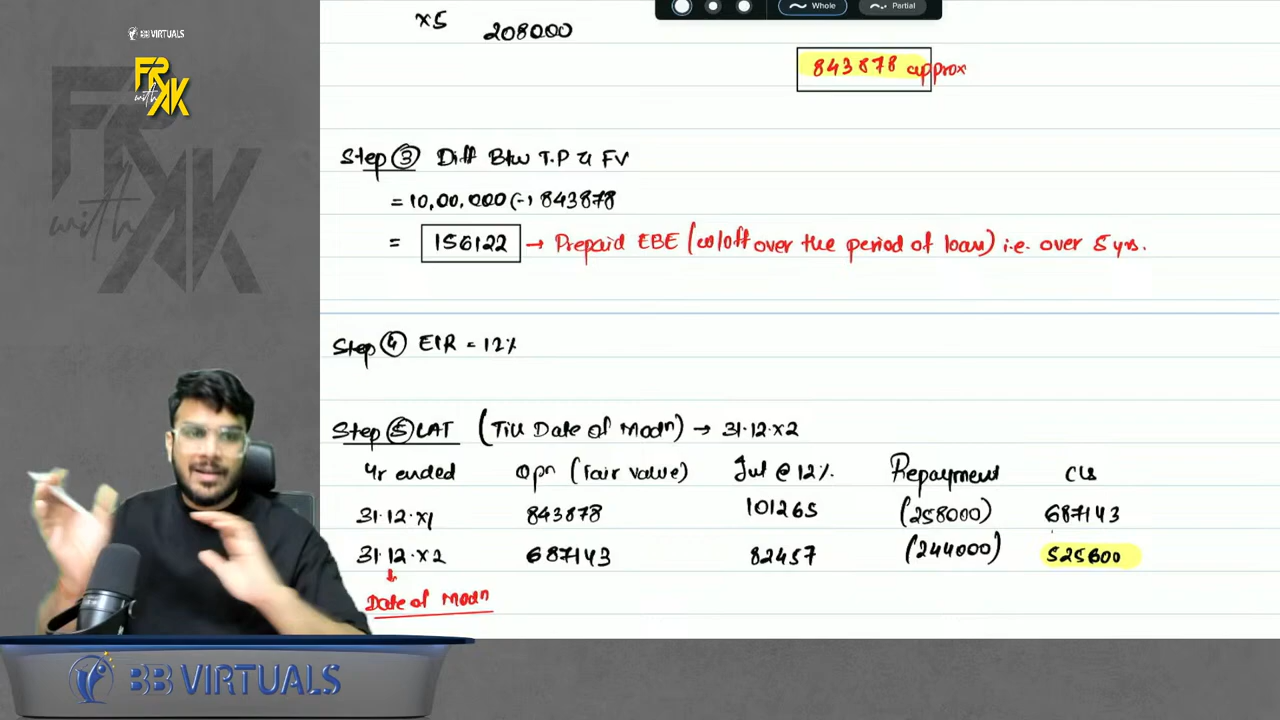 Whole Partial
BB VIRTUALS
FR
with
AK
x5 208000
843878 approx
Step ③ Diff Btw T.P & FV
= 10,00,000 (-) 843878
= 156122 → Prepaid EBE (w/off over the period of loan) i.e. over 5 yrs.
Step ④ EIR = 12%
Step ⑤ LAT (Till Date of Modn) → 31.12.x2
Yr ended Opn (Fair value) Int @ 12%. Repayment Cls
31.12.x1 843878 101265 (258000) 687143
31.12.x2 687143 82457 (244000) 525600
Date of Modn
BB VIRTUALS